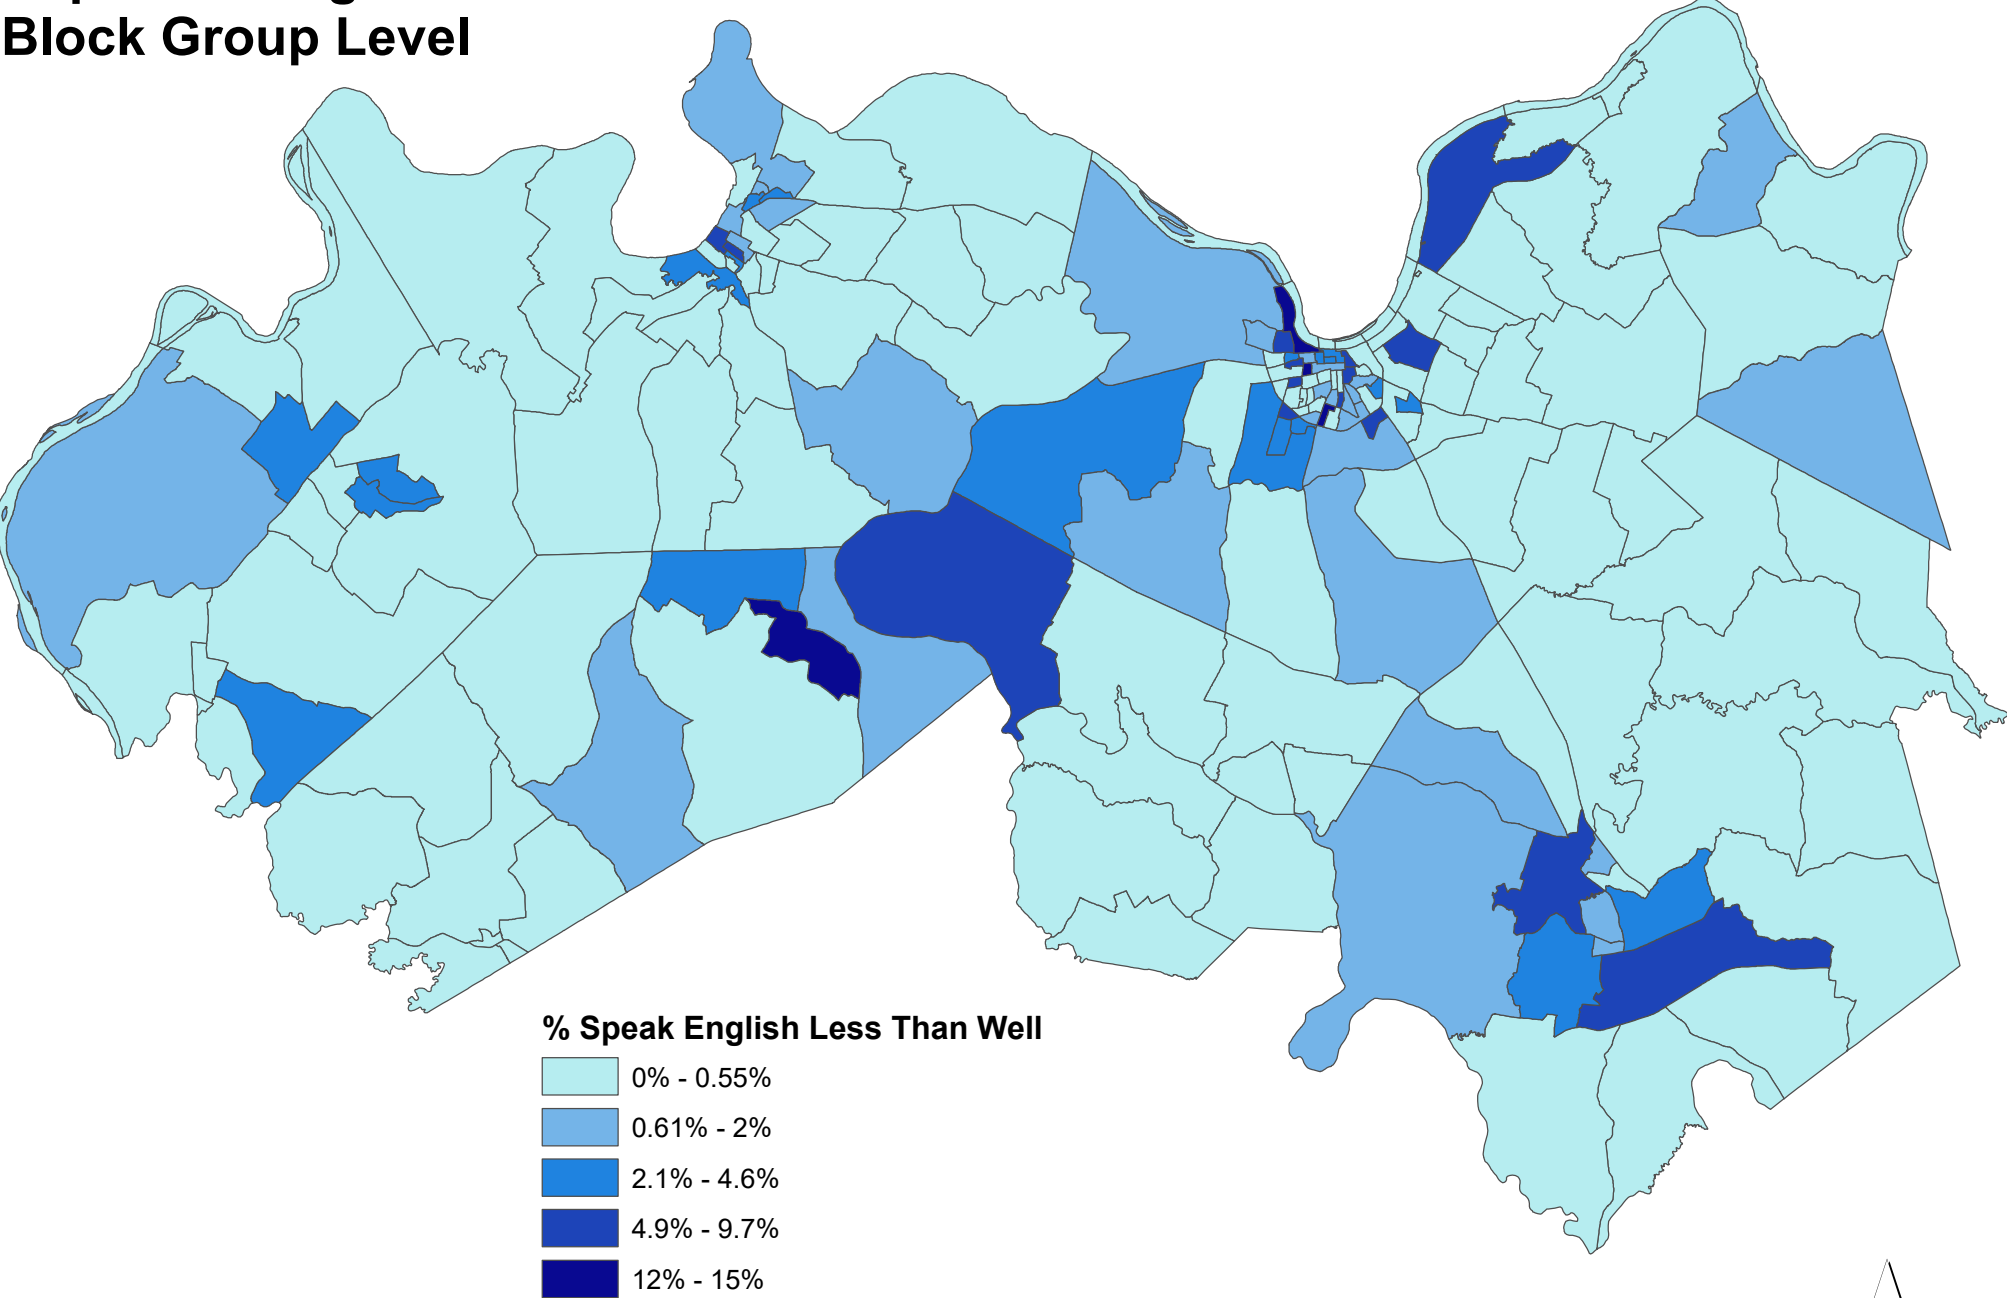 Block Group Level
% Speak English Less Than Well
0% - 0.55%
0.61% - 2%
2.1% - 4.6%
4.9% - 9.7%
12% - 15%